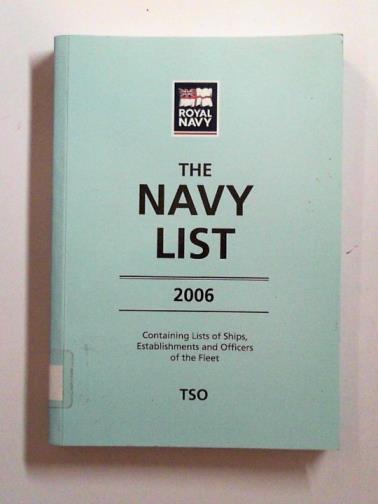 ROYAL
NAVY
THE
NAVY
LIST
2006
Containing Lists of Ships,
Establishments and Officers
of the Fleet
TSO